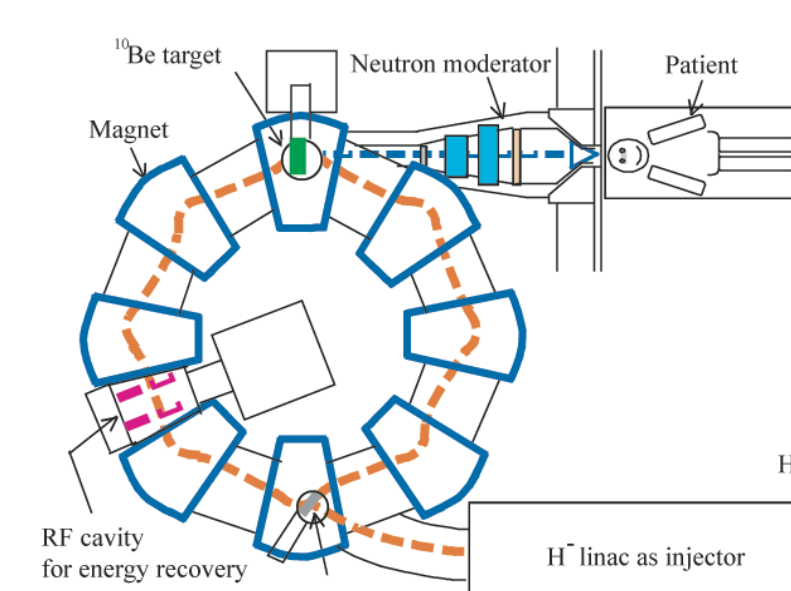 ¹⁰Be target
Neutron moderator
Patient
Magnet
H
RF cavity
for energy recovery
H⁻ linac as injector